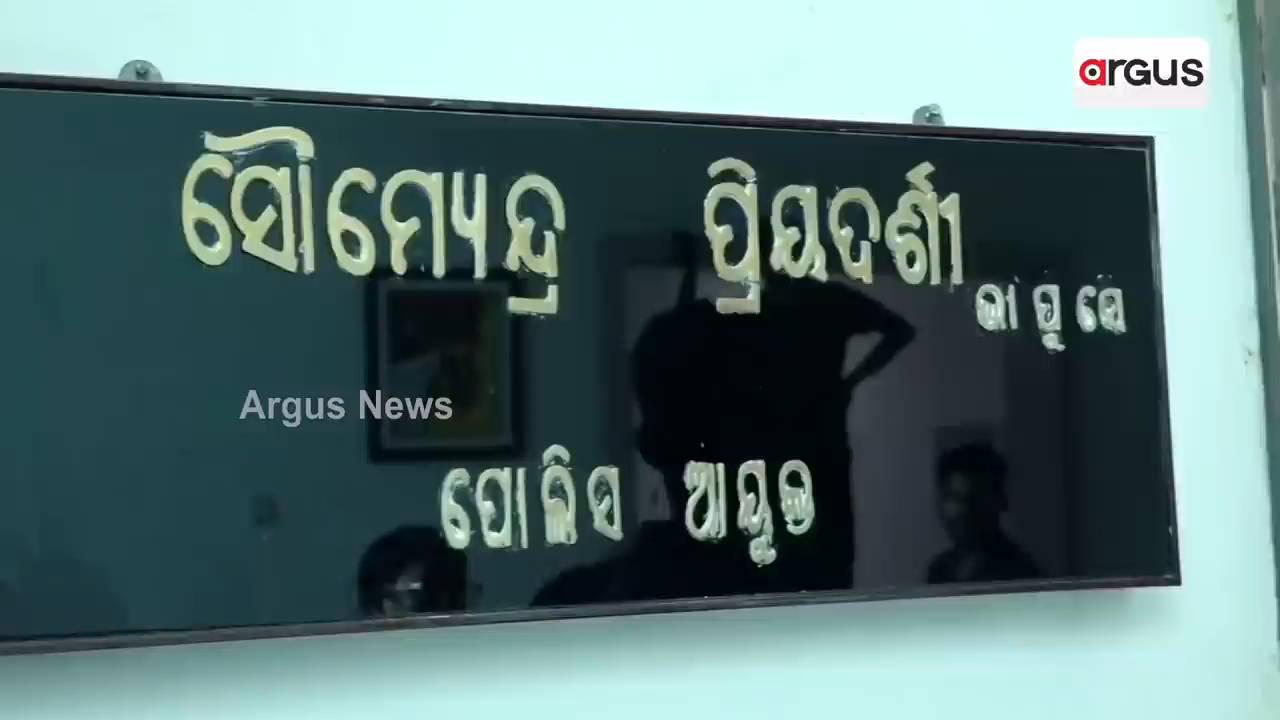 argus
ସୌମ୍ୟେନ୍ଦ୍ର ପ୍ରିୟଦର୍ଶୀ
ଭା ପୁ ସେ
Argus News
ପୋଲିସ ଆୟୁକ୍ତ